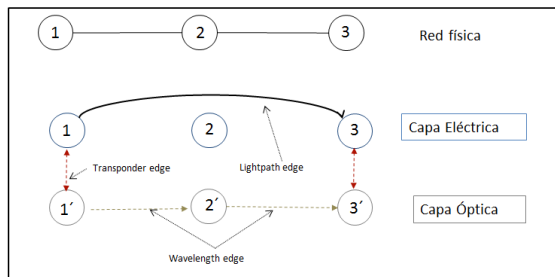 1 2 3 Red física
1 2 3 Capa Eléctrica
Transponder edge
Lightpath edge
1´ 2´ 3´ Capa Óptica
Wavelength edge